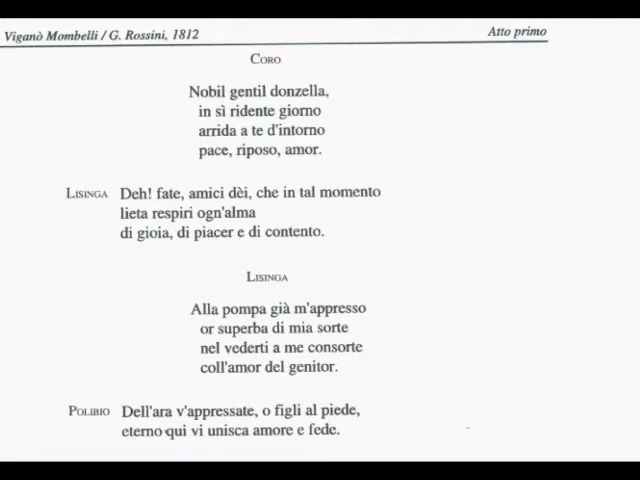 Viganò Mombelli / G. Rossini, 1812 Atto primo
CORO
Nobil gentil donzella,
in sì ridente giorno
arrida a te d'intorno
pace, riposo, amor.
LISINGA Deh! fate, amici dèi, che in tal momento
lieta respiri ogn'alma
di gioia, di piacer e di contento.
LISINGA
Alla pompa già m'appresso
or superba di mia sorte
nel vederti a me consorte
coll'amor del genitor.
POLIBIO Dell'ara v'appressate, o figli al piede,
eterno qui vi unisca amore e fede.